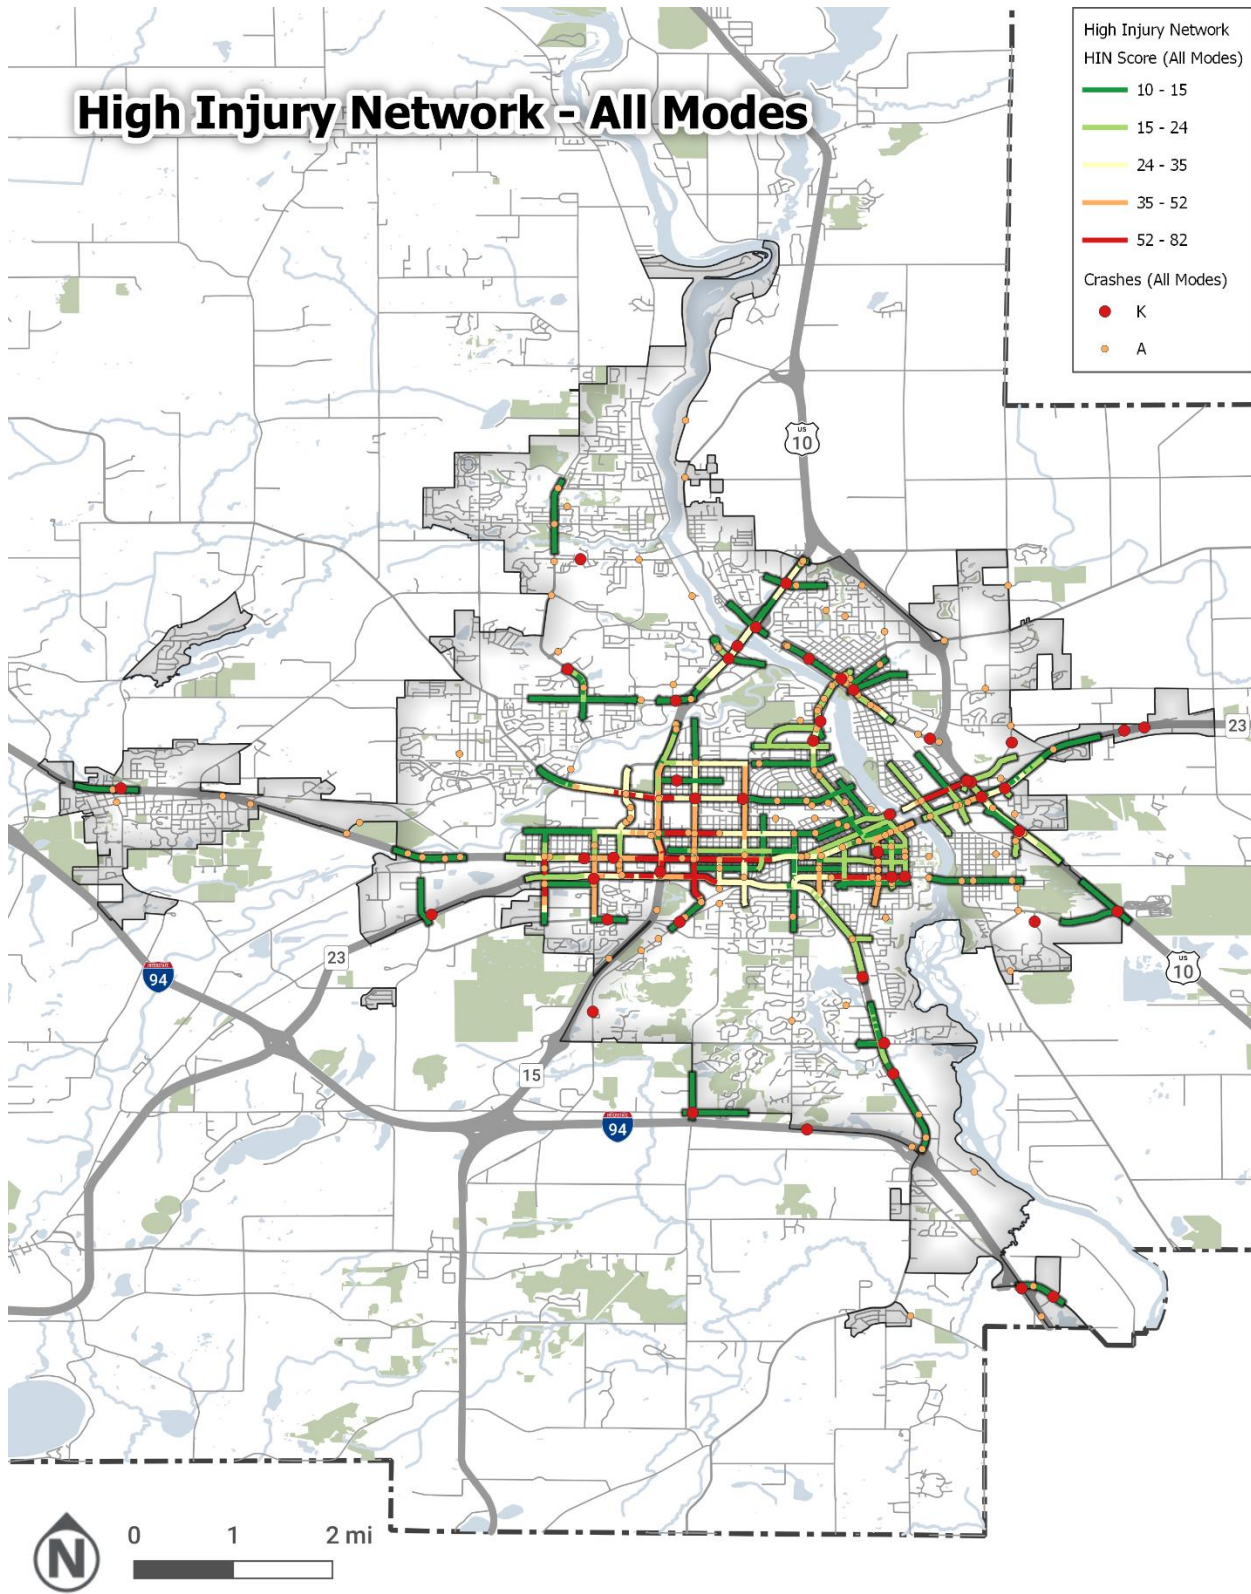 High Injury Network - All Modes
High Injury Network
HIN Score (All Modes)
10 - 15
15 - 24
24 - 35
35 - 52
52 - 82
Crashes (All Modes)
K
A
US
10
23
23
INTERSTATE
94
US
10
15
INTERSTATE
94
N
0 1 2 mi